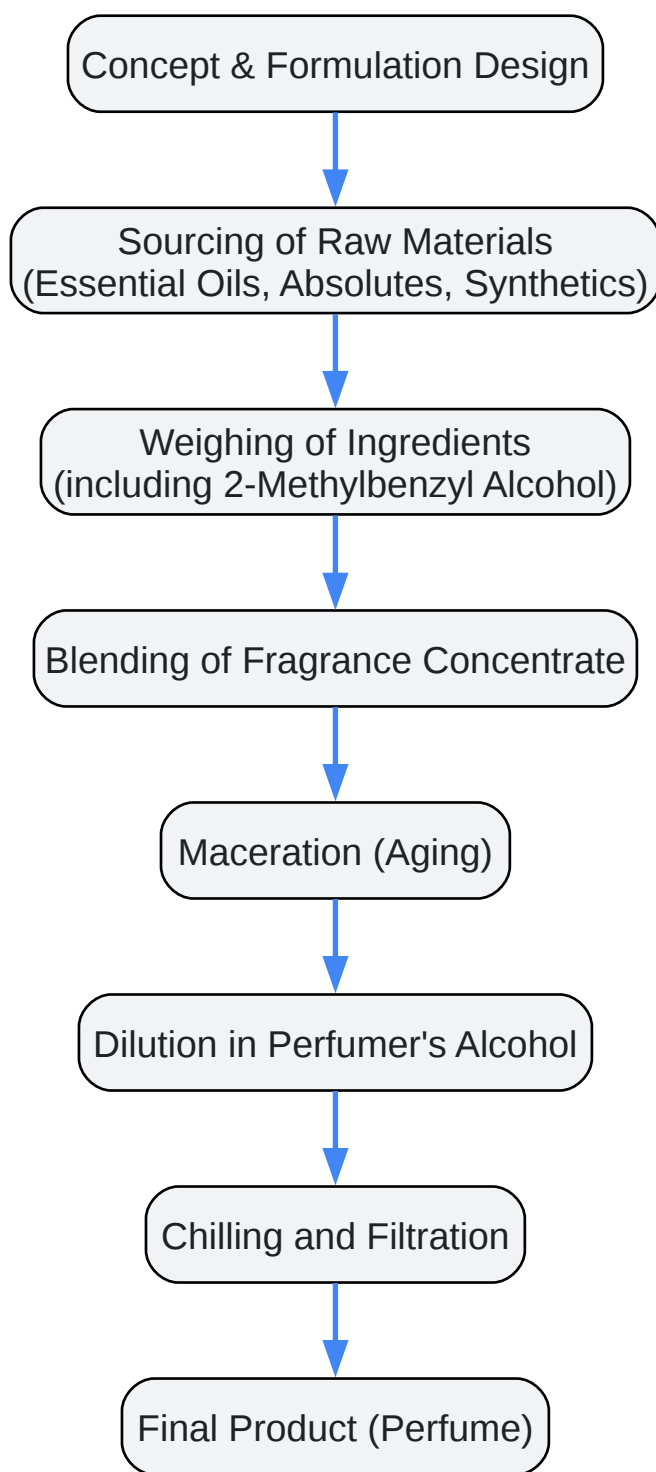 Concept & Formulation Design
Sourcing of Raw Materials
(Essential Oils, Absolutes, Synthetics)
Weighing of Ingredients
(including 2-Methylbenzyl Alcohol)
Blending of Fragrance Concentrate
Maceration (Aging)
Dilution in Perfumer's Alcohol
Chilling and Filtration
Final Product (Perfume)